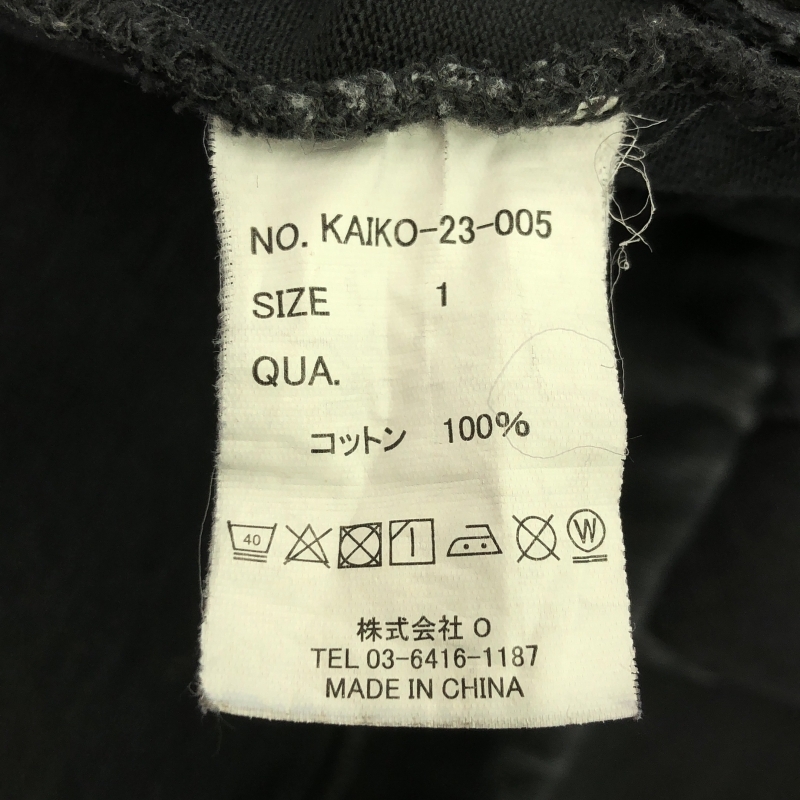 NO. KAIKO-23-005
SIZE 1
QUA.
コットン 100%
40 W
株式会社 O
TEL 03-6416-1187
MADE IN CHINA